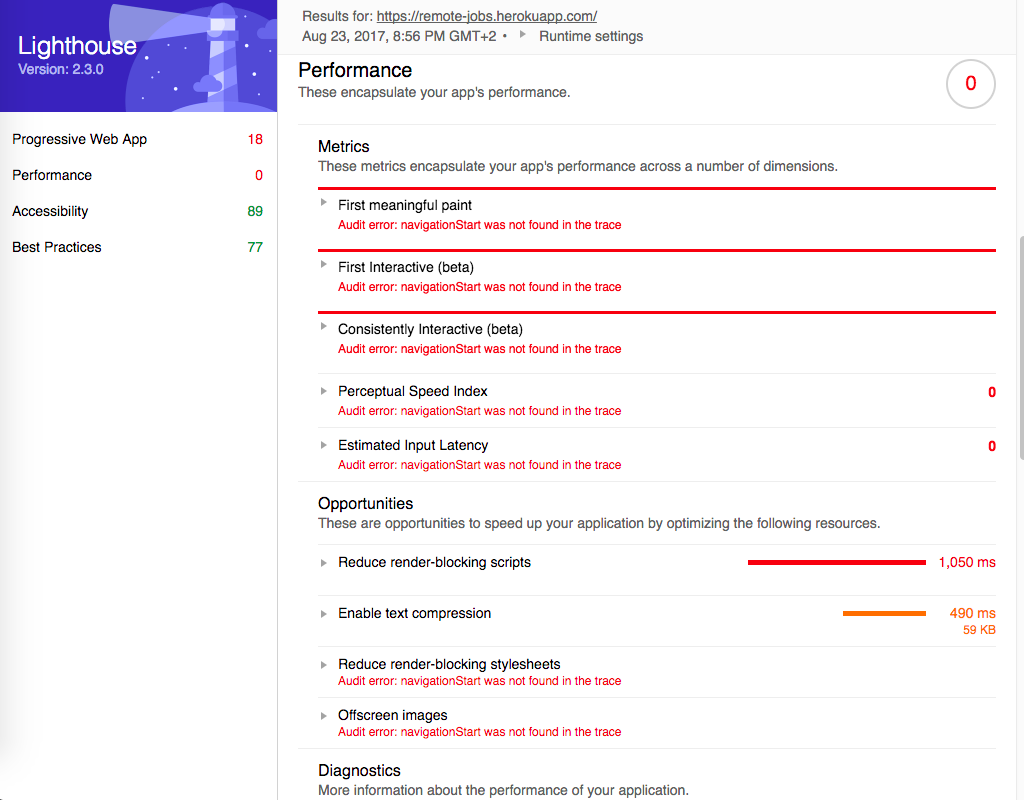 Lighthouse
Version: 2.3.0
Progressive Web App 18
Performance 0
Accessibility 89
Best Practices 77
Results for: https://remote-jobs.herokuapp.com/
Aug 23, 2017, 8:56 PM GMT+2 • Runtime settings
Performance
These encapsulate your app's performance.
0
Metrics
These metrics encapsulate your app's performance across a number of dimensions.
First meaningful paint
Audit error: navigationStart was not found in the trace
First Interactive (beta)
Audit error: navigationStart was not found in the trace
Consistently Interactive (beta)
Audit error: navigationStart was not found in the trace
Perceptual Speed Index 0
Audit error: navigationStart was not found in the trace
Estimated Input Latency 0
Audit error: navigationStart was not found in the trace
Opportunities
These are opportunities to speed up your application by optimizing the following resources.
Reduce render-blocking scripts 1,050 ms
Enable text compression 490 ms
59 KB
Reduce render-blocking stylesheets
Audit error: navigationStart was not found in the trace
Offscreen images
Audit error: navigationStart was not found in the trace
Diagnostics
More information about the performance of your application.